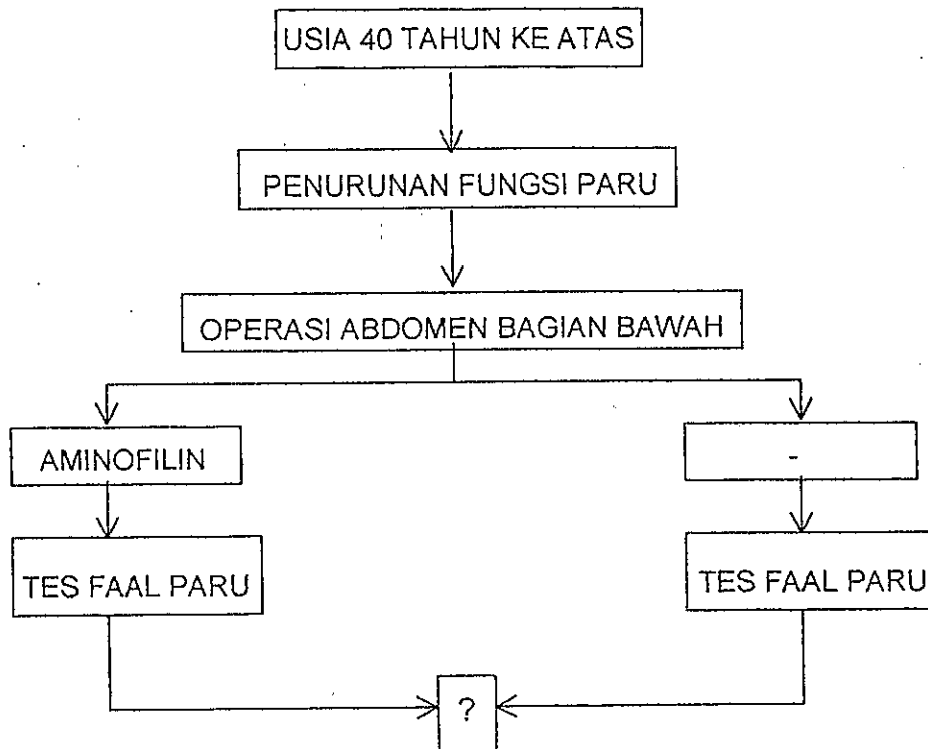 USIA 40 TAHUN KE ATAS
PENURUNAN FUNGSI PARU
OPERASI ABDOMEN BAGIAN BAWAH
AMINOFILIN
-
TES FAAL PARU
TES FAAL PARU
?